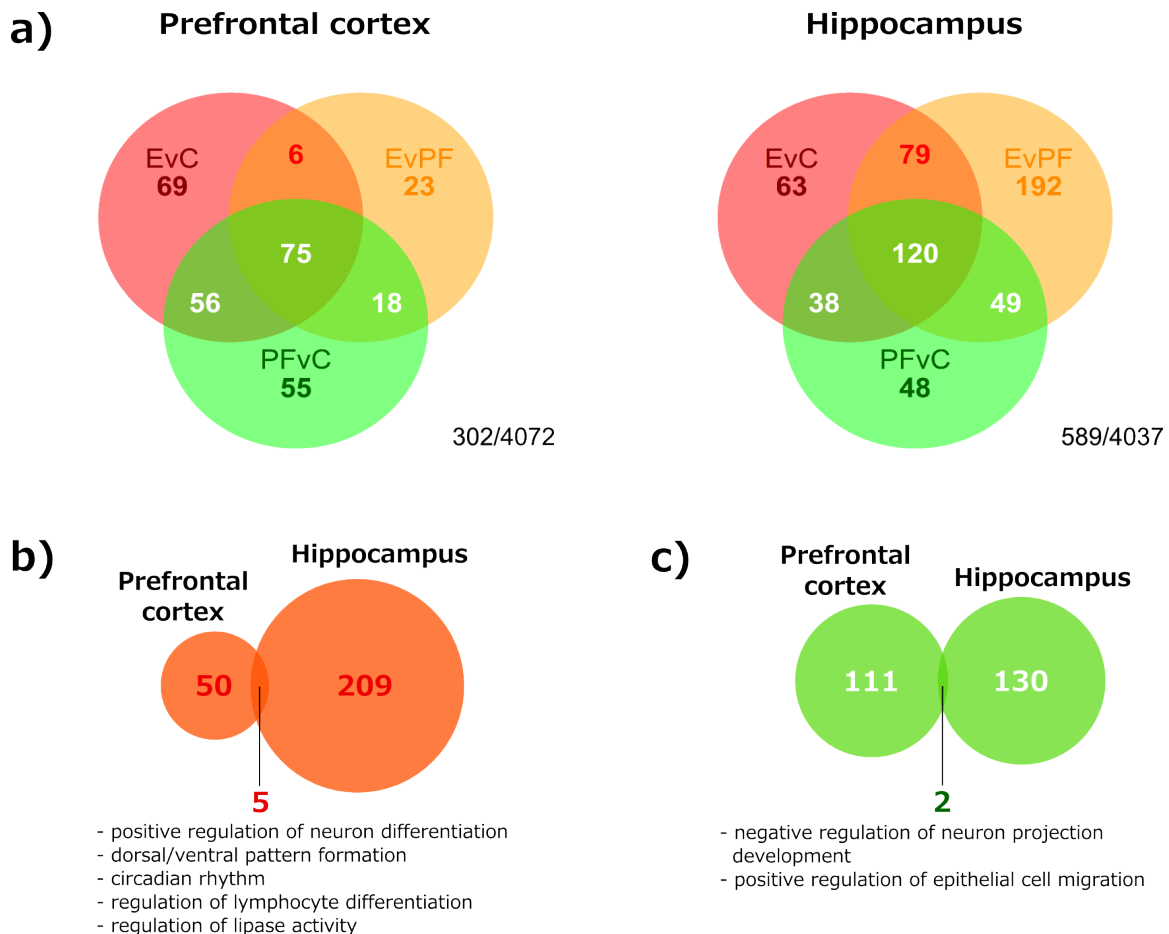 a)
Prefrontal cortex
Hippocampus
EvC
69
6
EvPF
23
75
56
18
PFvC
55
302/4072
EvC
63
79
EvPF
192
120
38
49
PFvC
48
589/4037
b)
Prefrontal
cortex
Hippocampus
50
209
5
- positive regulation of neuron differentiation
- dorsal/ventral pattern formation
- circadian rhythm
- regulation of lymphocyte differentiation
- regulation of lipase activity
c)
Prefrontal
cortex
Hippocampus
111
130
2
- negative regulation of neuron projection
development
- positive regulation of epithelial cell migration